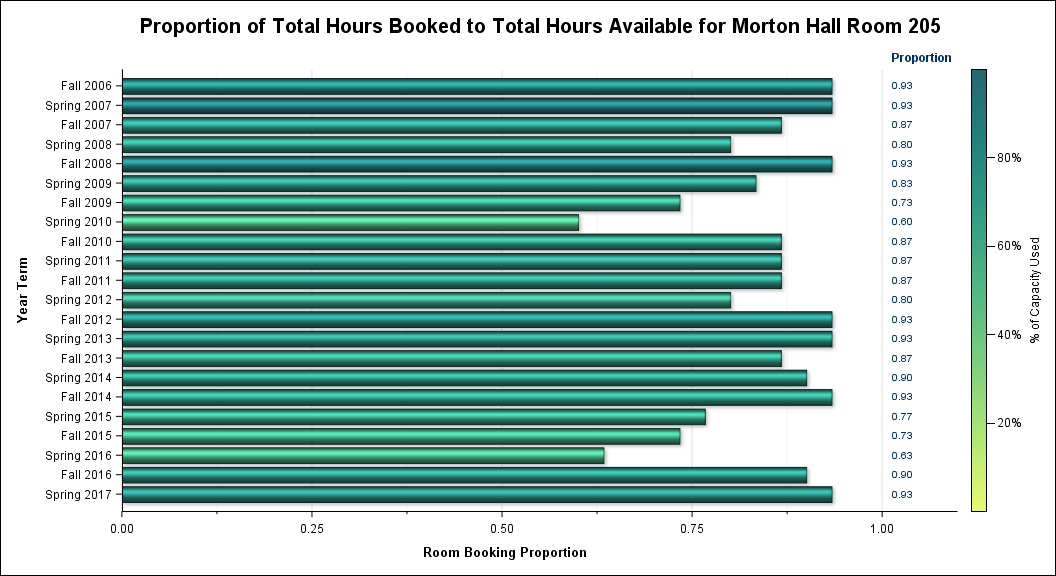 Proportion of Total Hours Booked to Total Hours Available for Morton Hall Room 205
Proportion
Fall 2006 0.93
Spring 2007 0.93
Fall 2007 0.87
Spring 2008 0.80
Fall 2008 0.93
Spring 2009 0.83
Fall 2009 0.73
Spring 2010 0.60
Fall 2010 0.87
Spring 2011 0.87
Fall 2011 0.87
Spring 2012 0.80
Fall 2012 0.93
Spring 2013 0.93
Fall 2013 0.87
Spring 2014 0.90
Fall 2014 0.93
Spring 2015 0.77
Fall 2015 0.73
Spring 2016 0.63
Fall 2016 0.90
Spring 2017 0.93
Year Term
0.00 0.25 0.50 0.75 1.00
Room Booking Proportion
80%
60%
40%
20%
% of Capacity Used